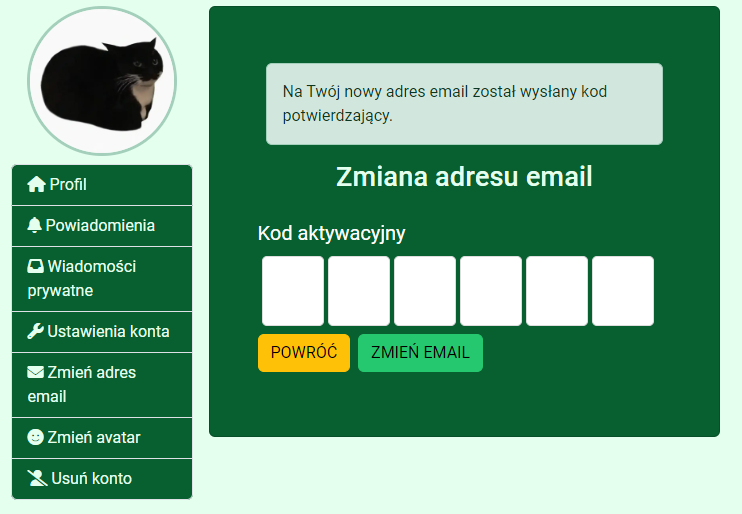 Profil
Powiadomienia
Wiadomości
prywatne
Ustawienia konta
Zmień adres
email
Zmień avatar
Usuń konto
Na Twój nowy adres email został wysłany kod
potwierdzający.
Zmiana adresu email
Kod aktywacyjny
POWRÓĆ ZMIEŃ EMAIL